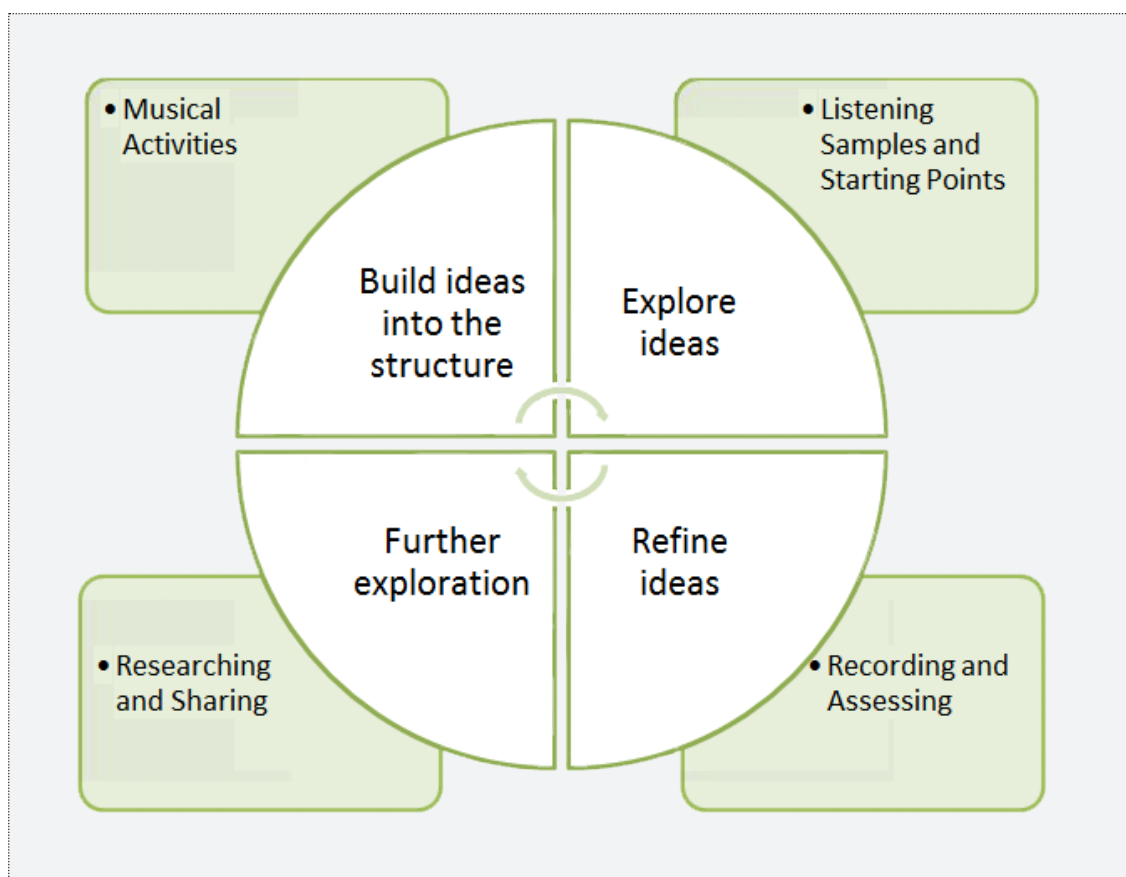 • Musical
Activities
• Listening
Samples and
Starting Points
Build ideas
into the
structure
Explore
ideas
Further
exploration
Refine
ideas
• Researching
and Sharing
• Recording and
Assessing